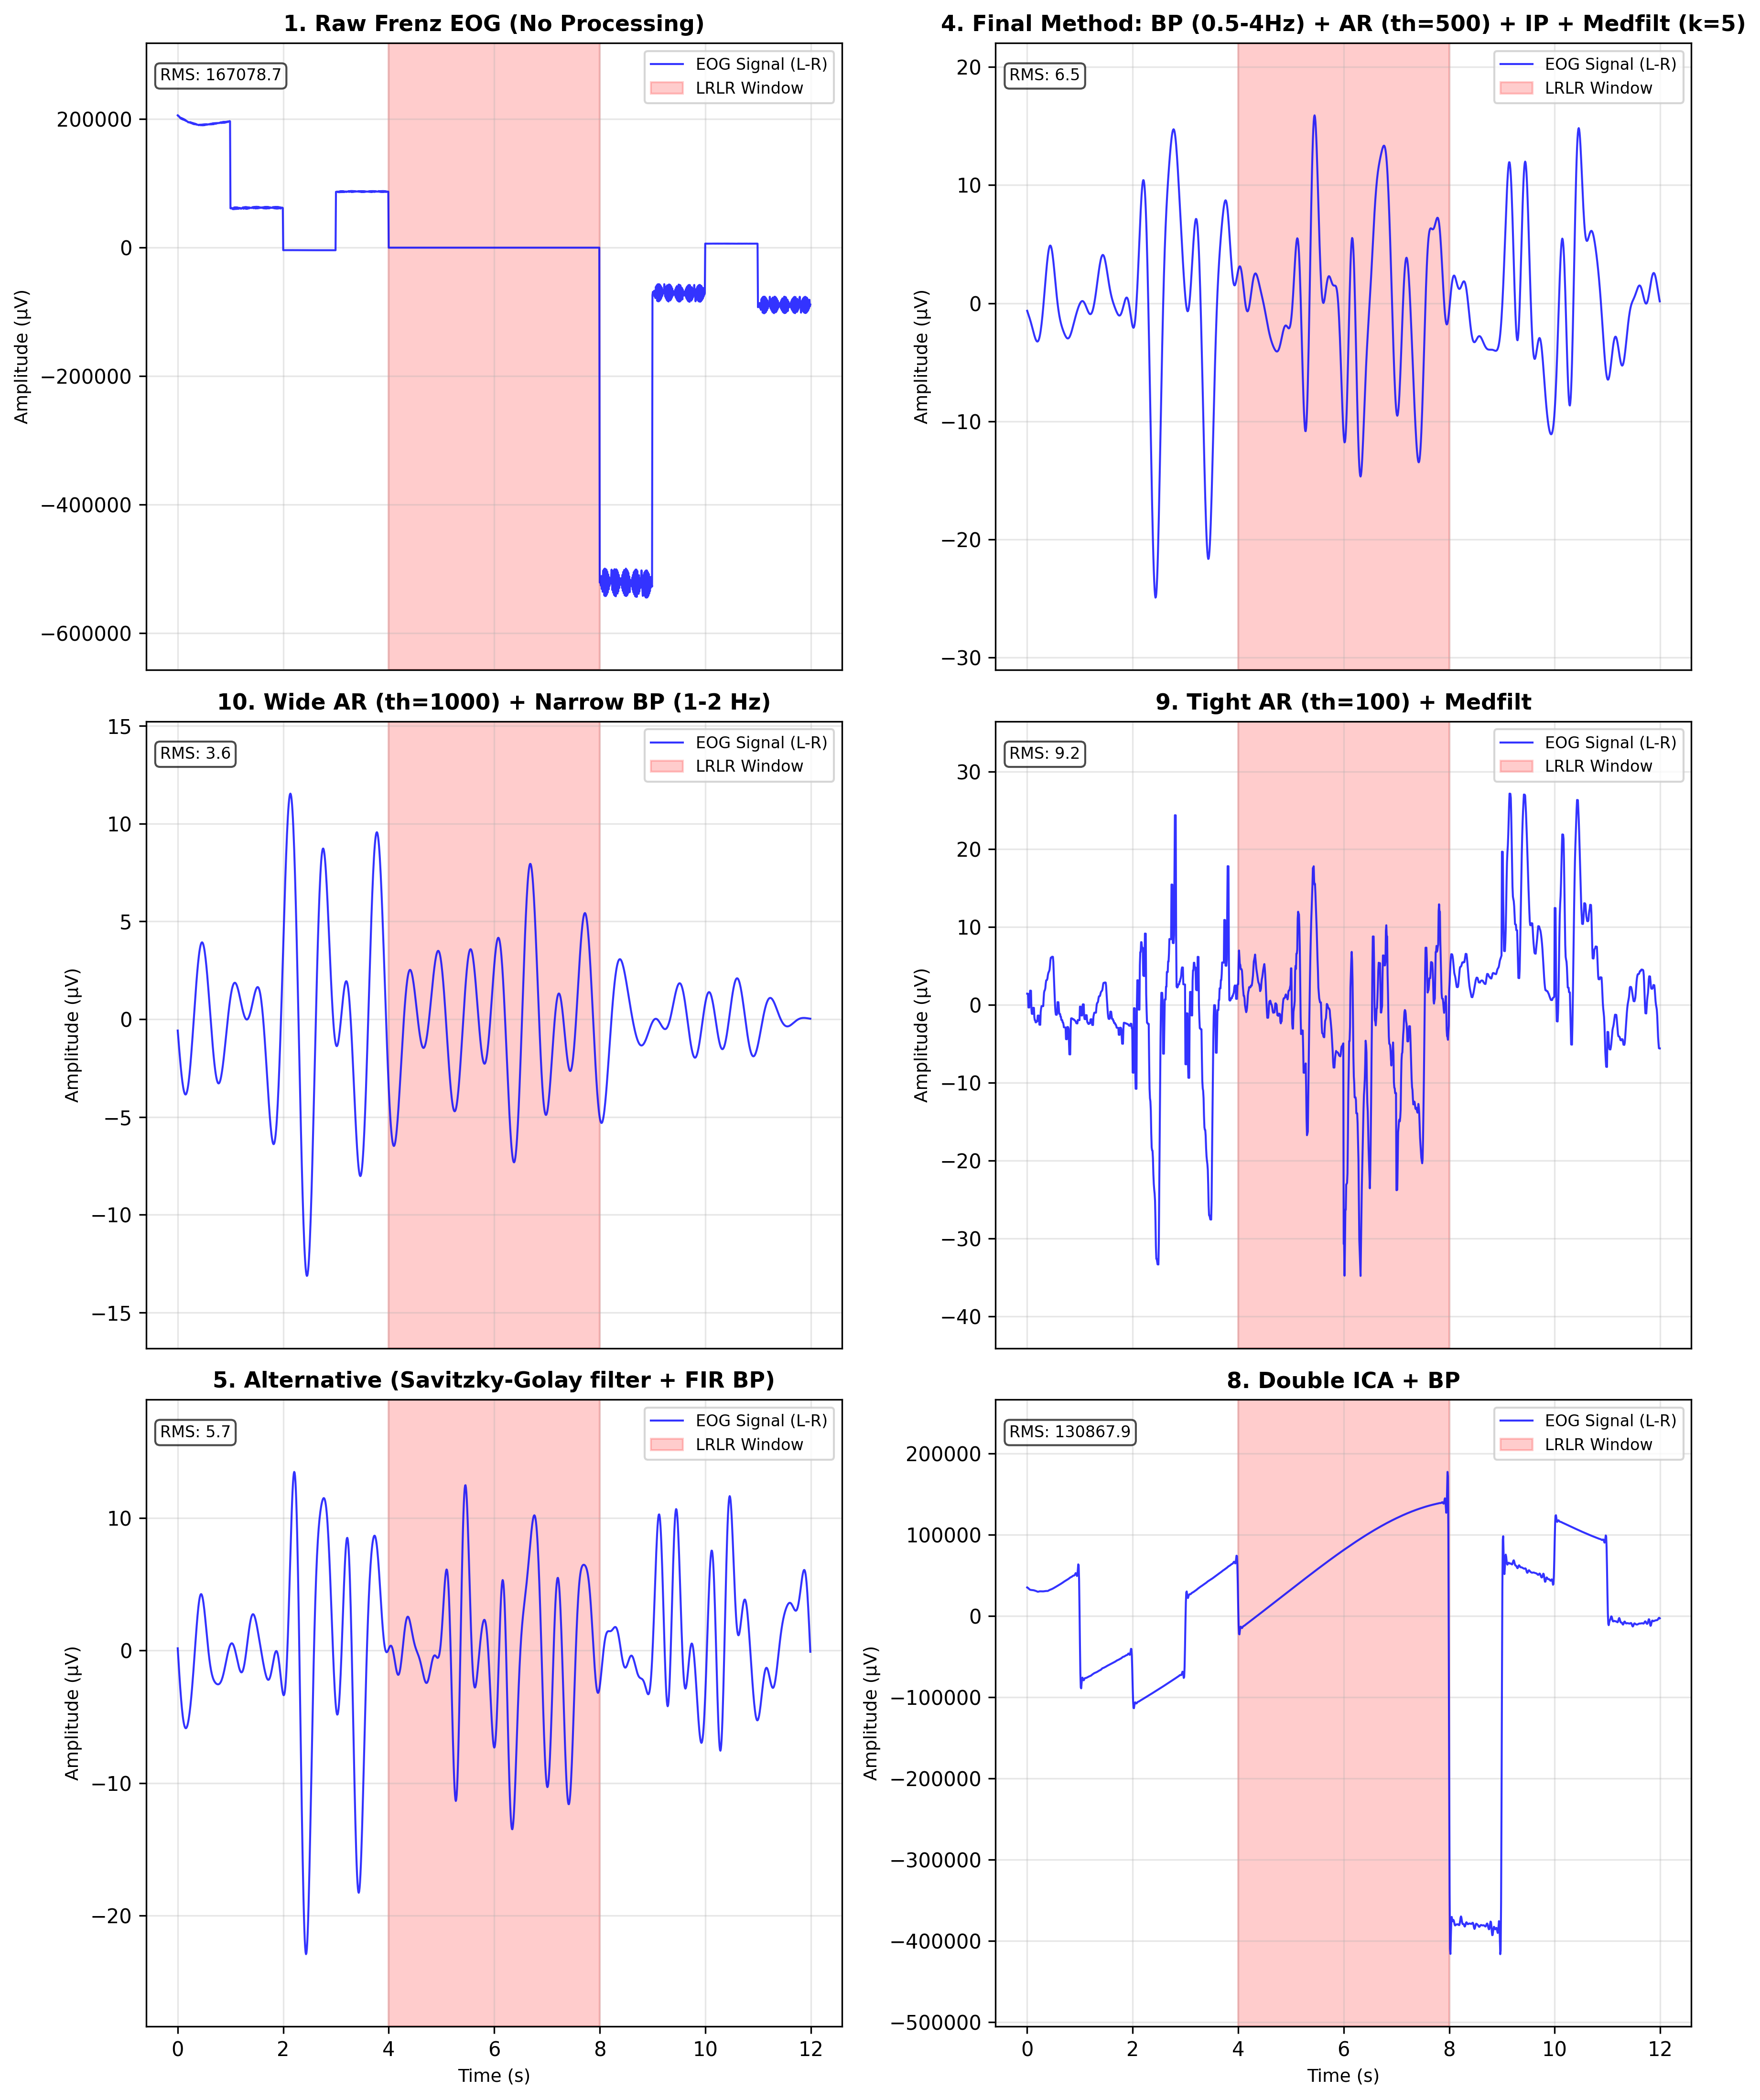 1. Raw Frenz EOG (No Processing)
RMS: 167078.7
EOG Signal (L-R)
LRLR Window
Amplitude (µV)
200000
0
−200000
−400000
−600000
4. Final Method: BP (0.5-4Hz) + AR (th=500) + IP + Medfilt (k=5)
RMS: 6.5
EOG Signal (L-R)
LRLR Window
Amplitude (µV)
20
10
0
−10
−20
−30
10. Wide AR (th=1000) + Narrow BP (1-2 Hz)
RMS: 3.6
EOG Signal (L-R)
LRLR Window
Amplitude (µV)
15
10
5
0
−5
−10
−15
9. Tight AR (th=100) + Medfilt
RMS: 9.2
EOG Signal (L-R)
LRLR Window
Amplitude (µV)
30
20
10
0
−10
−20
−30
−40
5. Alternative (Savitzky-Golay filter + FIR BP)
RMS: 5.7
EOG Signal (L-R)
LRLR Window
Amplitude (µV)
10
0
−10
−20
0 2 4 6 8 10 12
Time (s)
8. Double ICA + BP
RMS: 130867.9
EOG Signal (L-R)
LRLR Window
Amplitude (µV)
200000
100000
0
−100000
−200000
−300000
−400000
−500000
0 2 4 6 8 10 12
Time (s)